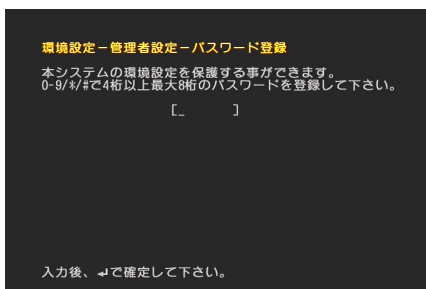 環境設定－管理者設定－パスワード登録
本システムの環境設定を保護する事ができます。
0-9/*/#で4桁以上最大8桁のパスワードを登録して下さい。
[_ ]
入力後、↵で確定して下さい。